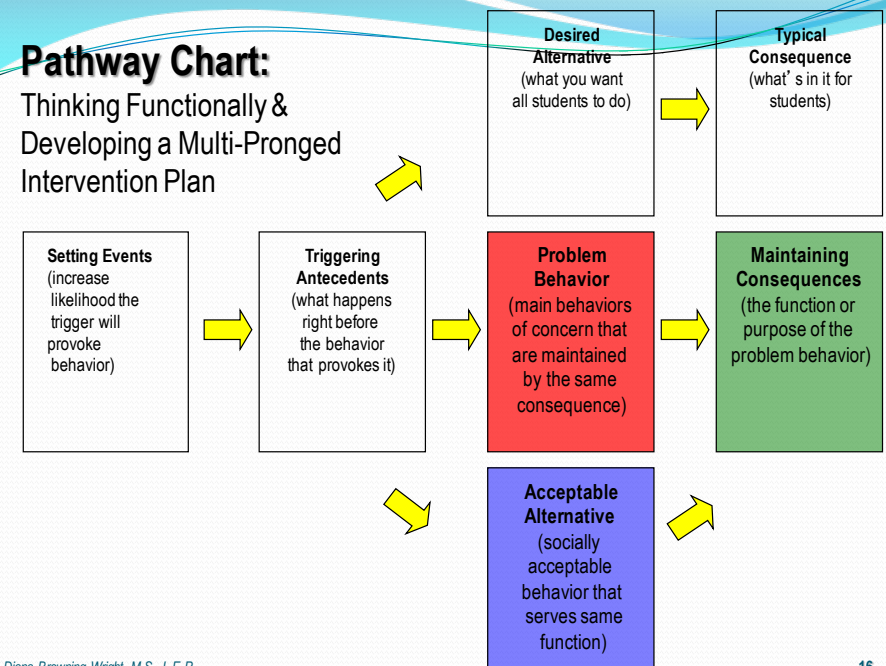 Pathway Chart:
Thinking Functionally &
Developing a Multi-Pronged
Intervention Plan
Desired
Alternative
(what you want
all students to do)
Typical
Consequence
(what's in it for
students)
Setting Events
(increase
likelihood the
trigger will
provoke
behavior)
Triggering
Antecedents
(what happens
right before
the behavior
that provokes it)
Problem
Behavior
(main behaviors
of concern that
are maintained
by the same
consequence)
Maintaining
Consequences
(the function or
purpose of the
problem behavior)
Acceptable
Alternative
(socially
acceptable
behavior that
serves same
function)
Diana Browning Wright, M.S., L.E.P.
16